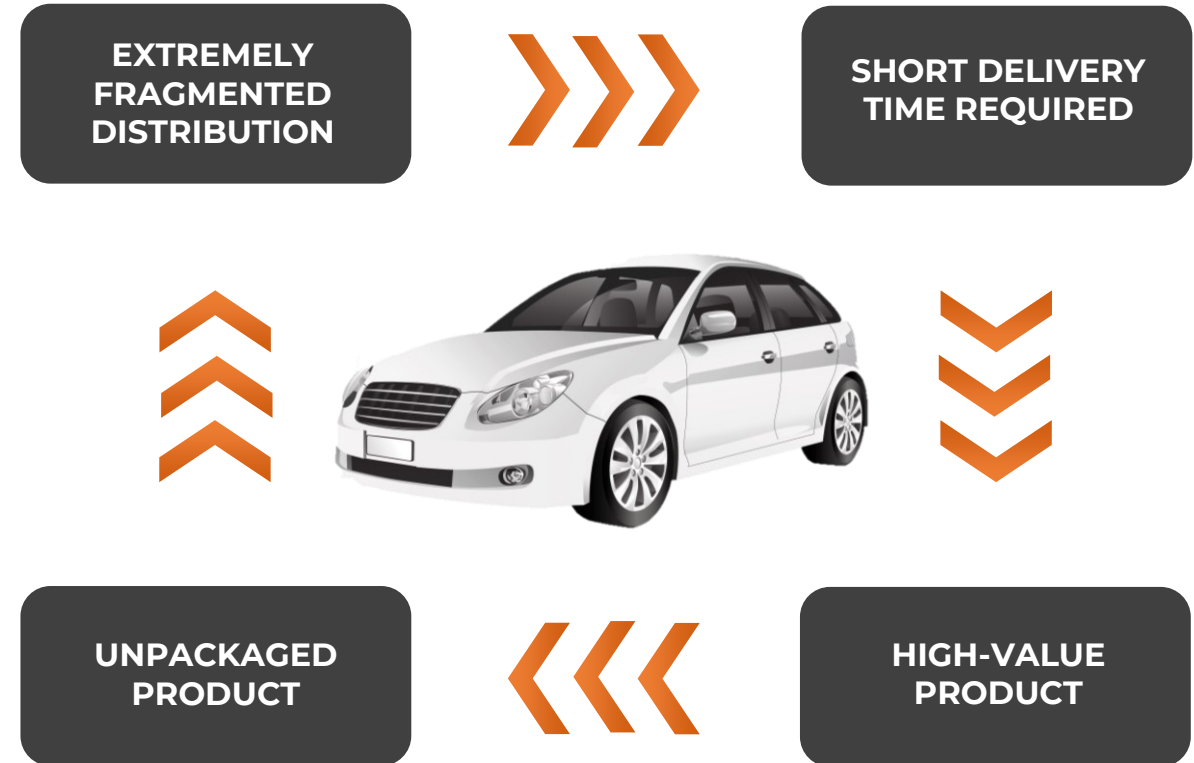 EXTREMELY
FRAGMENTED
DISTRIBUTION
SHORT DELIVERY
TIME REQUIRED
UNPACKAGED
PRODUCT
HIGH-VALUE
PRODUCT